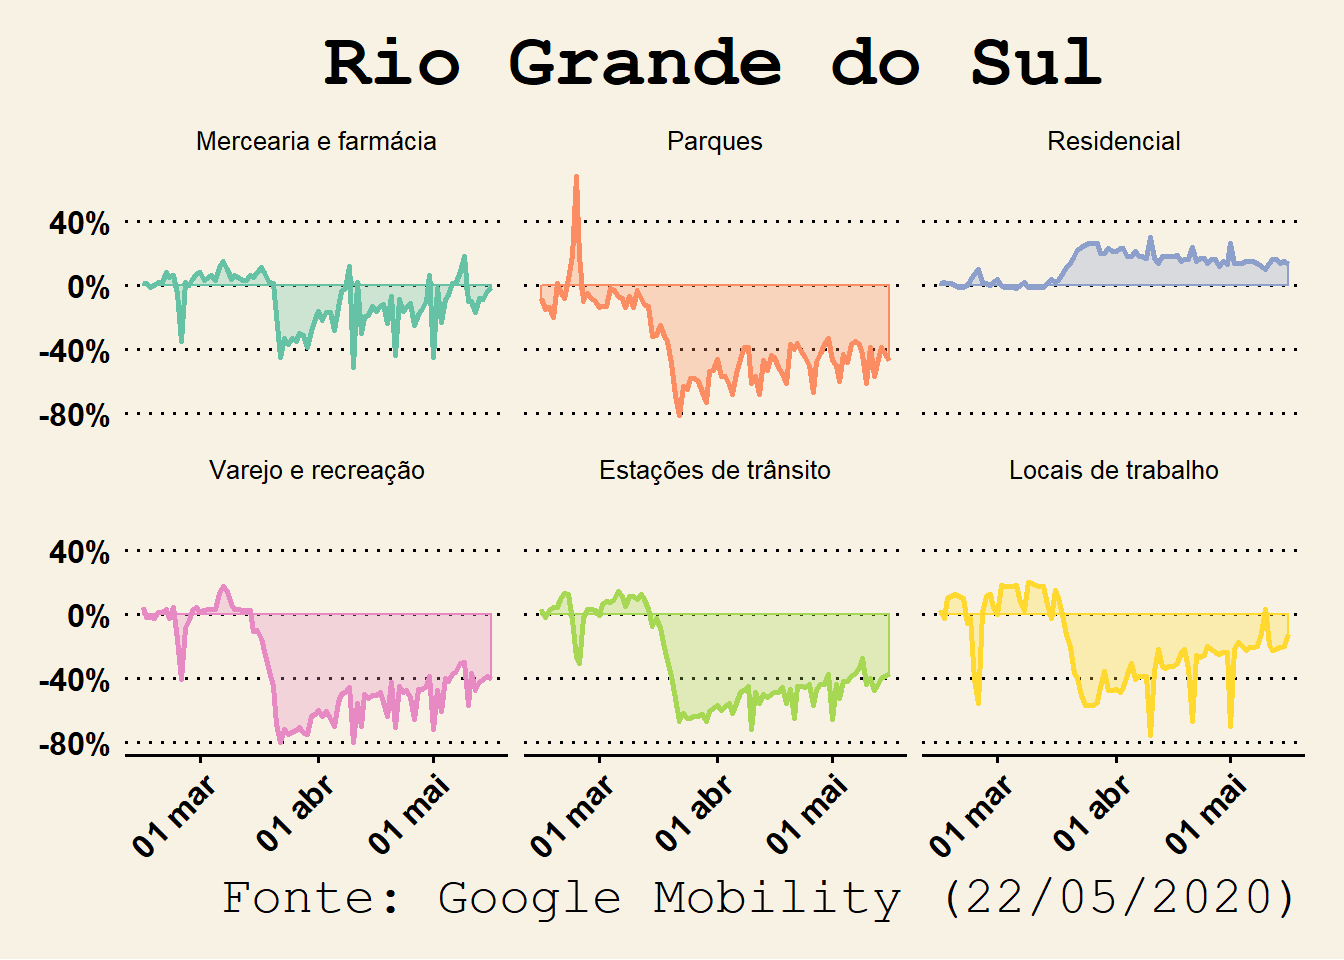 Rio Grande do Sul
Mercearia e farmácia
Parques
Residencial
40%
0%
-40%
-80%
Varejo e recreação
Estações de trânsito
Locais de trabalho
40%
0%
-40%
-80%
01 mar
01 abr
01 mai
01 mar
01 abr
01 mai
01 mar
01 abr
01 mai
Fonte: Google Mobility (22/05/2020)